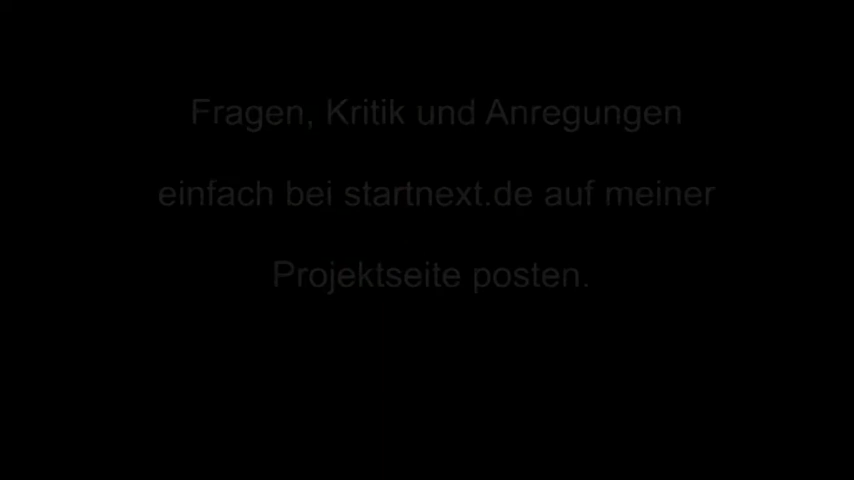 Fragen, Kritik und Anregungen
einfach bei startnext.de auf meiner
Projektseite posten.